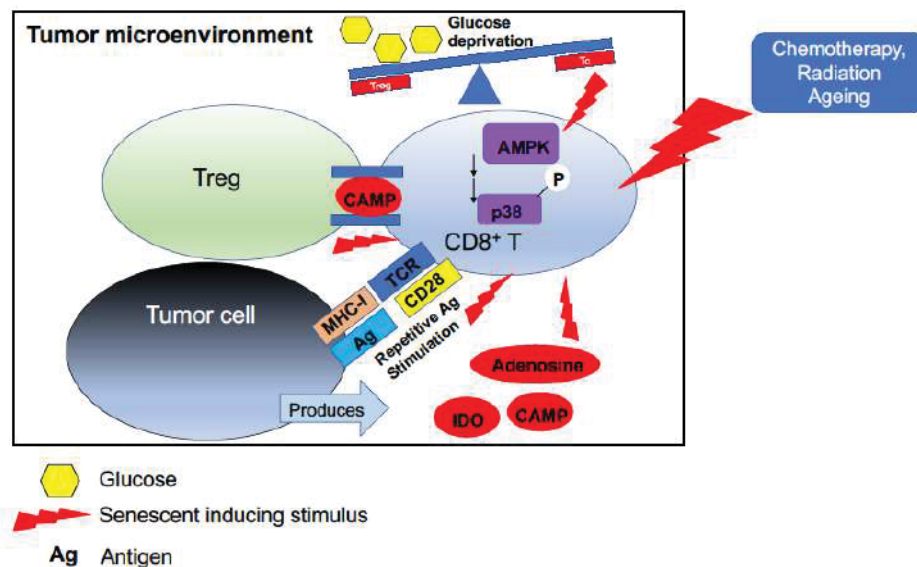 Tumor microenvironment
Glucose
deprivation
Treg
Tc
Chemotherapy,
Radiation
Ageing
Treg
CAMP
AMPK
P
p38
CD8+ T
Tumor cell
MHC-I
TCR
Ag
CD28
Repetitive Ag
Stimulation
Produces
Adenosine
IDO
CAMP
Glucose
Senescent inducing stimulus
Ag Antigen